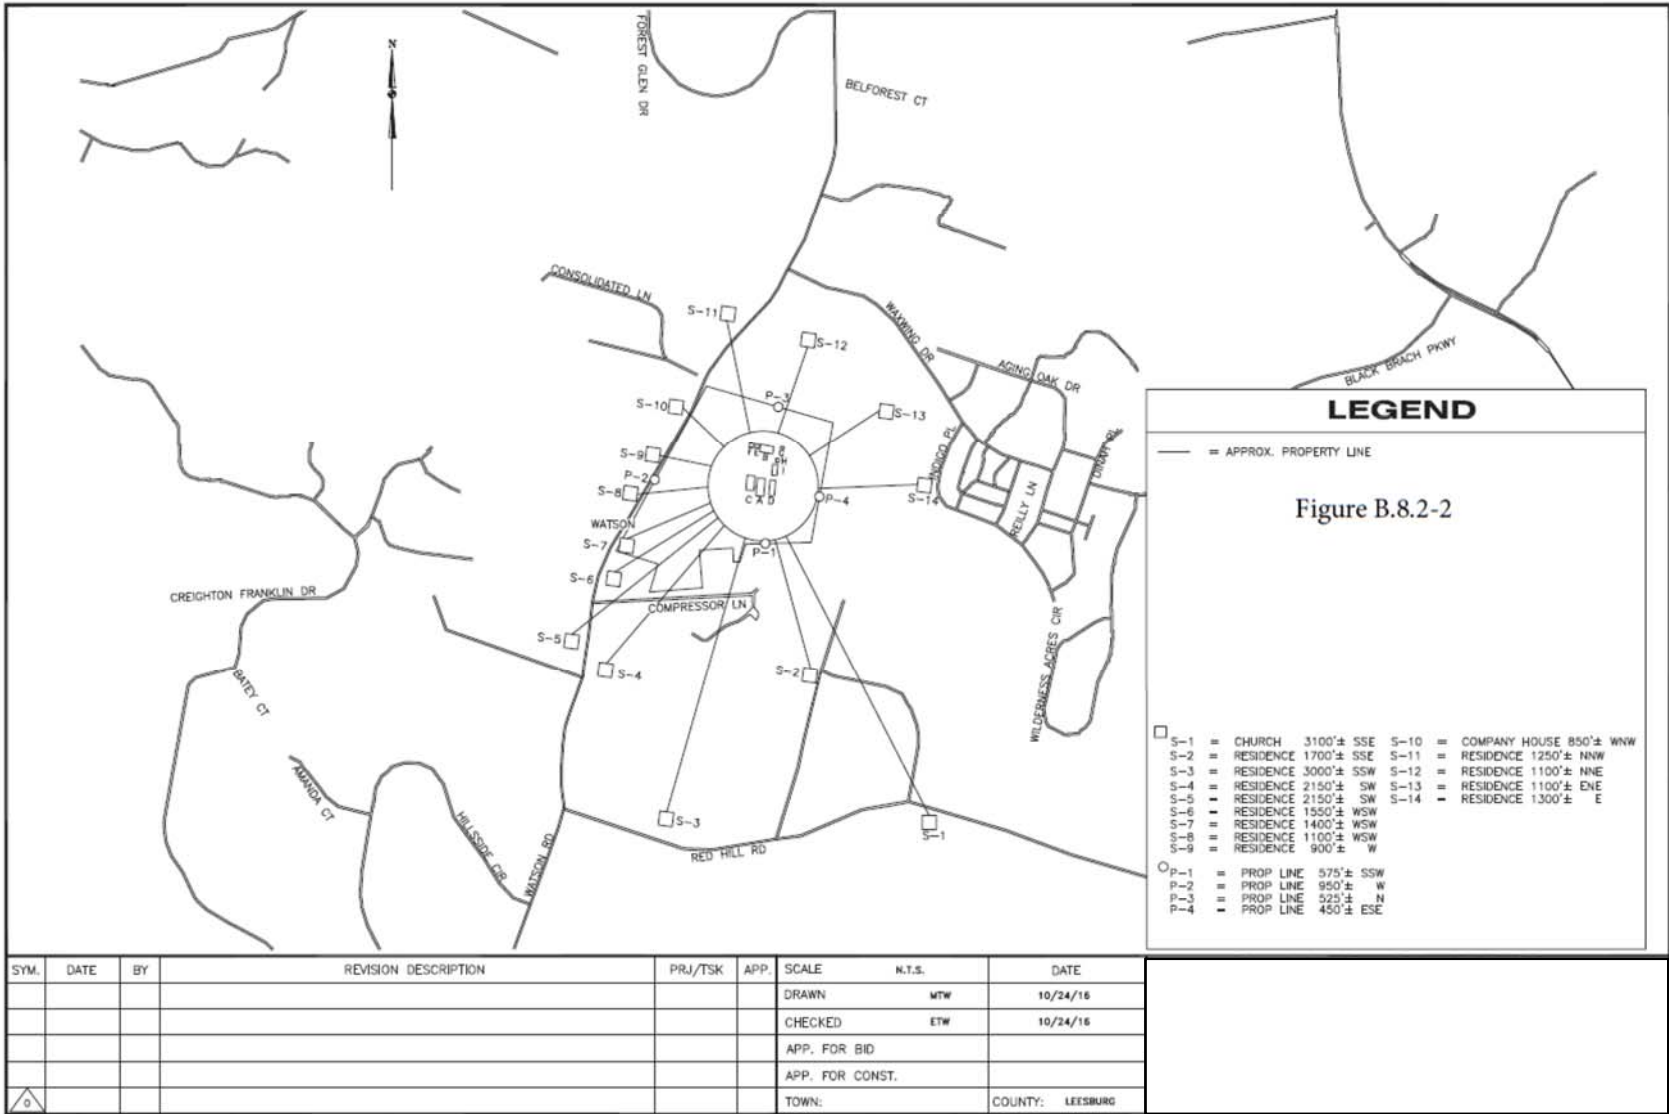 N
FOREST GLEN DR
BELFOREST CT
CONSOLIDATED LN
S-11
S-12
WAXWING DR
AGING OAK DR
BLACK BRACH PKWY
P-3
S-10
S-13
S-9
P-2
S-8
C A D
P-4
S-14
INDIGO PL
DINAH PL
REILLY LN
WATSON
S-7
P-1
S-6
CREIGHTON FRANKLIN DR
COMPRESSOR LN
S-5
S-4
S-2
WILDERNESS ACRES CIR
BATEY CT
AMANDA CT
HILLSIDE CIR
WATSON RD
S-3
RED HILL RD
S-1
LEGEND
= APPROX. PROPERTY LINE
Figure B.8.2-2
S-1 = CHURCH 3100'± SSE S-10 = COMPANY HOUSE 850'± WNW
S-2 = RESIDENCE 1700'± SSE S-11 = RESIDENCE 1250'± NNW
S-3 = RESIDENCE 3000'± SSW S-12 = RESIDENCE 1100'± NNE
S-4 = RESIDENCE 2150'± SW S-13 = RESIDENCE 1100'± ENE
S-5 = RESIDENCE 2150'± SW S-14 = RESIDENCE 1300'± E
S-6 = RESIDENCE 1550'± WSW
S-7 = RESIDENCE 1400'± WSW
S-8 = RESIDENCE 1100'± WSW
S-9 = RESIDENCE 900'± W
P-1 = PROP LINE 575'± SSW
P-2 = PROP LINE 950'± W
P-3 = PROP LINE 525'± N
P-4 = PROP LINE 450'± ESE
SYM. DATE BY REVISION DESCRIPTION PRJ/TSK APP. SCALE N.T.S. DATE
DRAWN MTW 10/24/16
CHECKED ETW 10/24/16
APP. FOR BID
APP. FOR CONST.
0 TOWN: COUNTY: LEESBURG